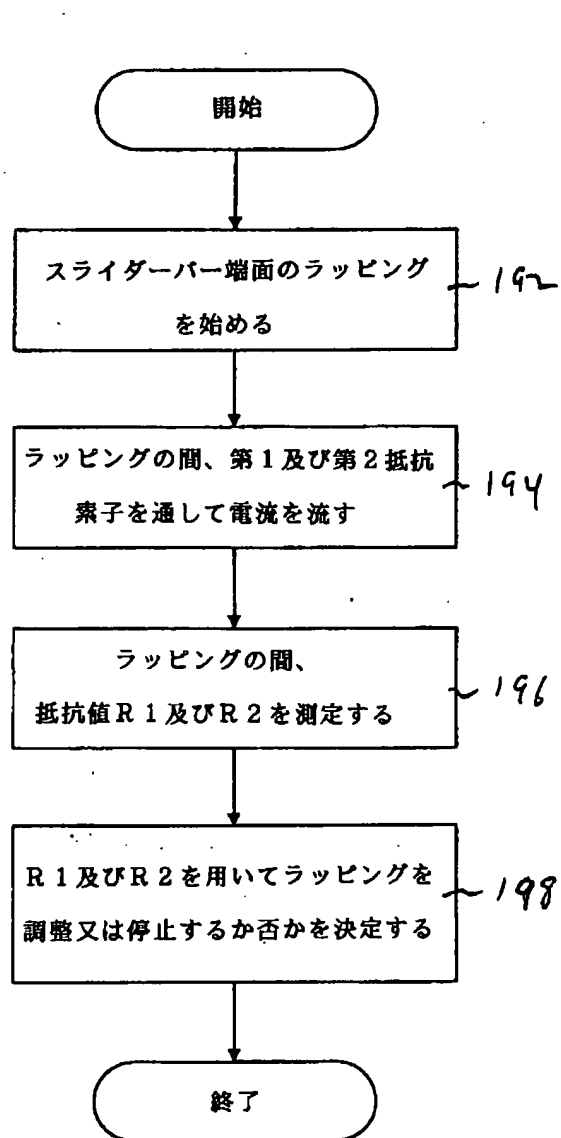 開始
スライダーバー端面のラッピング
を始める
192
ラッピングの間、第1及び第2抵抗
素子を通して電流を流す
194
ラッピングの間、
抵抗値R1及びR2を測定する
196
R1及びR2を用いてラッピングを
調整又は停止するか否かを決定する
198
終了